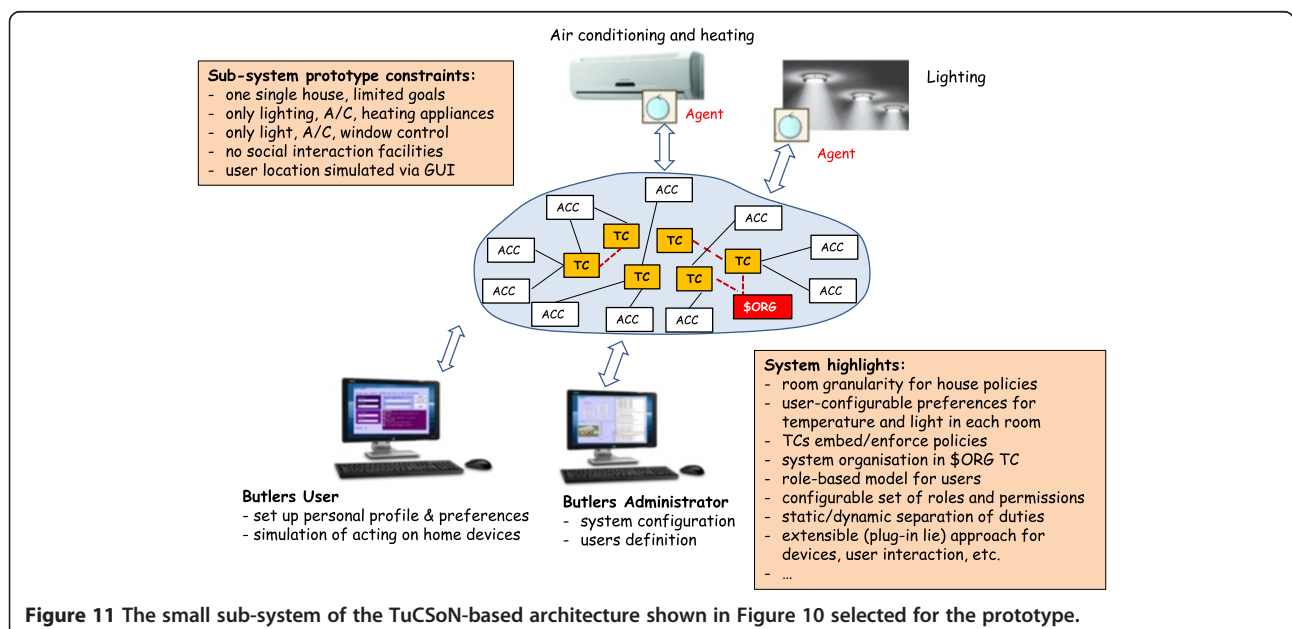 Air conditioning and heating
Sub-system prototype constraints:
- one single house, limited goals
- only lighting, A/C, heating appliances
- only light, A/C, window control
- no social interaction facilities
- user location simulated via GUI
Agent
Lighting
Agent
ACC
ACC
ACC
TC
TC
ACC
ACC
TC
ACC
TC
TC
TC
ACC
ACC
$ORG
ACC
ACC
ACC
System highlights:
- room granularity for house policies
- user-configurable preferences for
temperature and light in each room
- TCs embed/enforce policies
- system organisation in $ORG TC
- role-based model for users
- configurable set of roles and permissions
- static/dynamic separation of duties
- extensible (plug-in lie) approach for
devices, user interaction, etc.
- …
Butlers User
- set up personal profile & preferences
- simulation of acting on home devices
Butlers Administrator
- system configuration
- users definition
Figure 11 The small sub-system of the TuCSoN-based architecture shown in Figure 10 selected for the prototype.